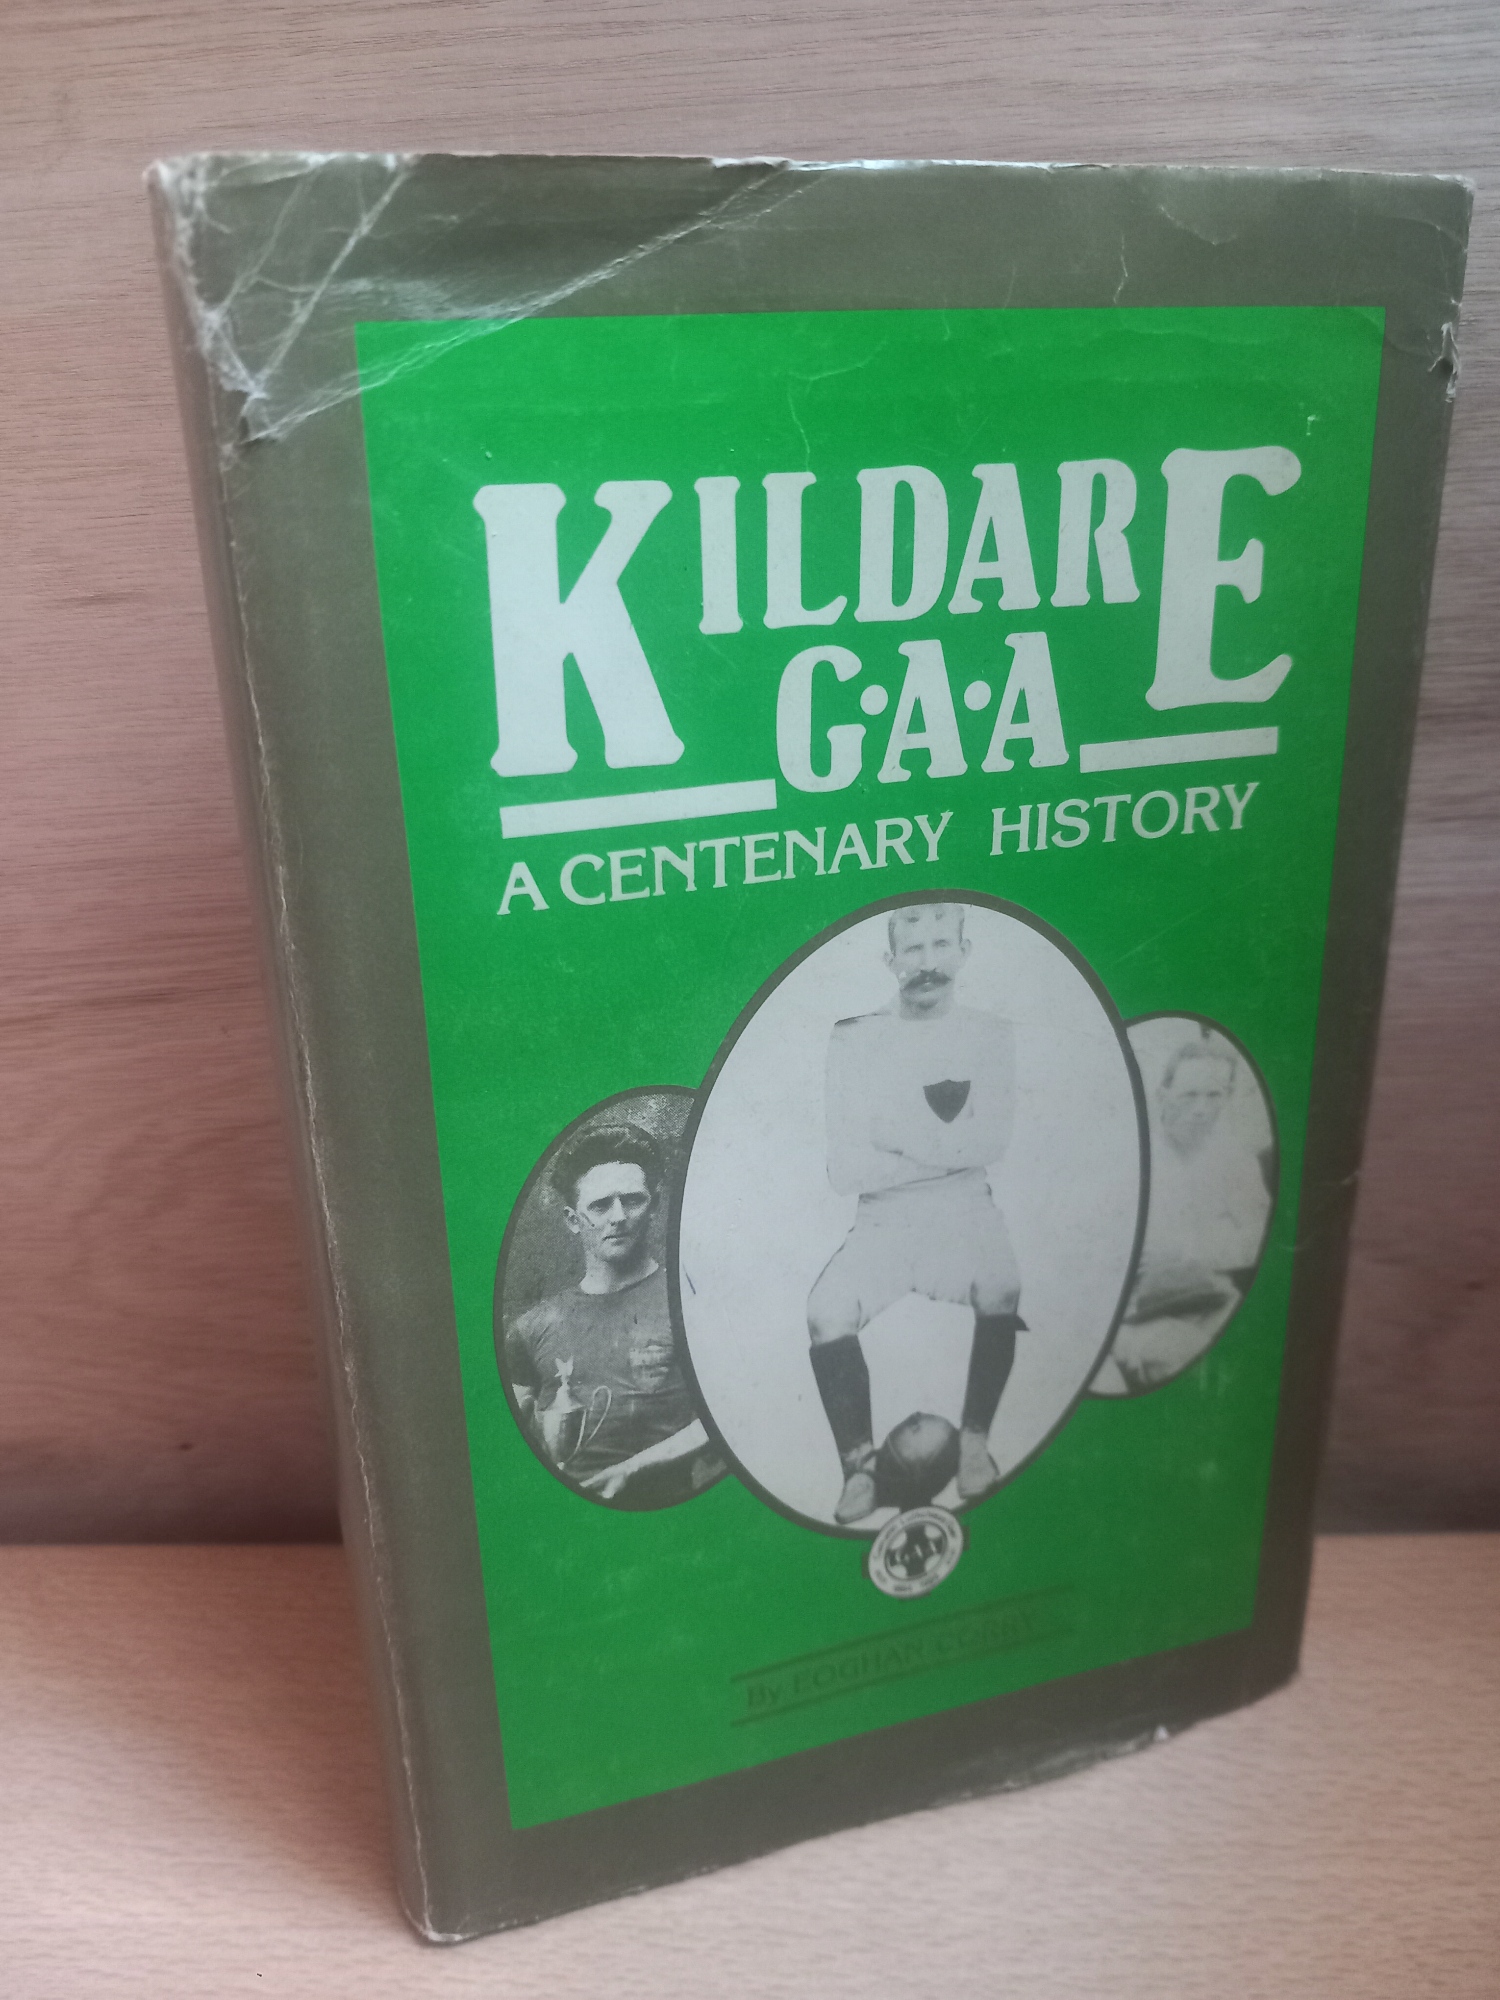 KILDARE
G·A·A
A CENTENARY HISTORY
By EOGHAN CORRY